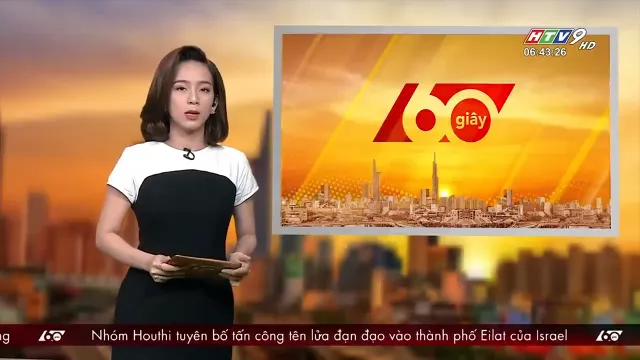 HTV9 HD
06:43:26
60 giây
ng 60 Nhóm Houthi tuyên bố tấn công tên lửa đạn đạo vào thành phố Eilat của Israel 60